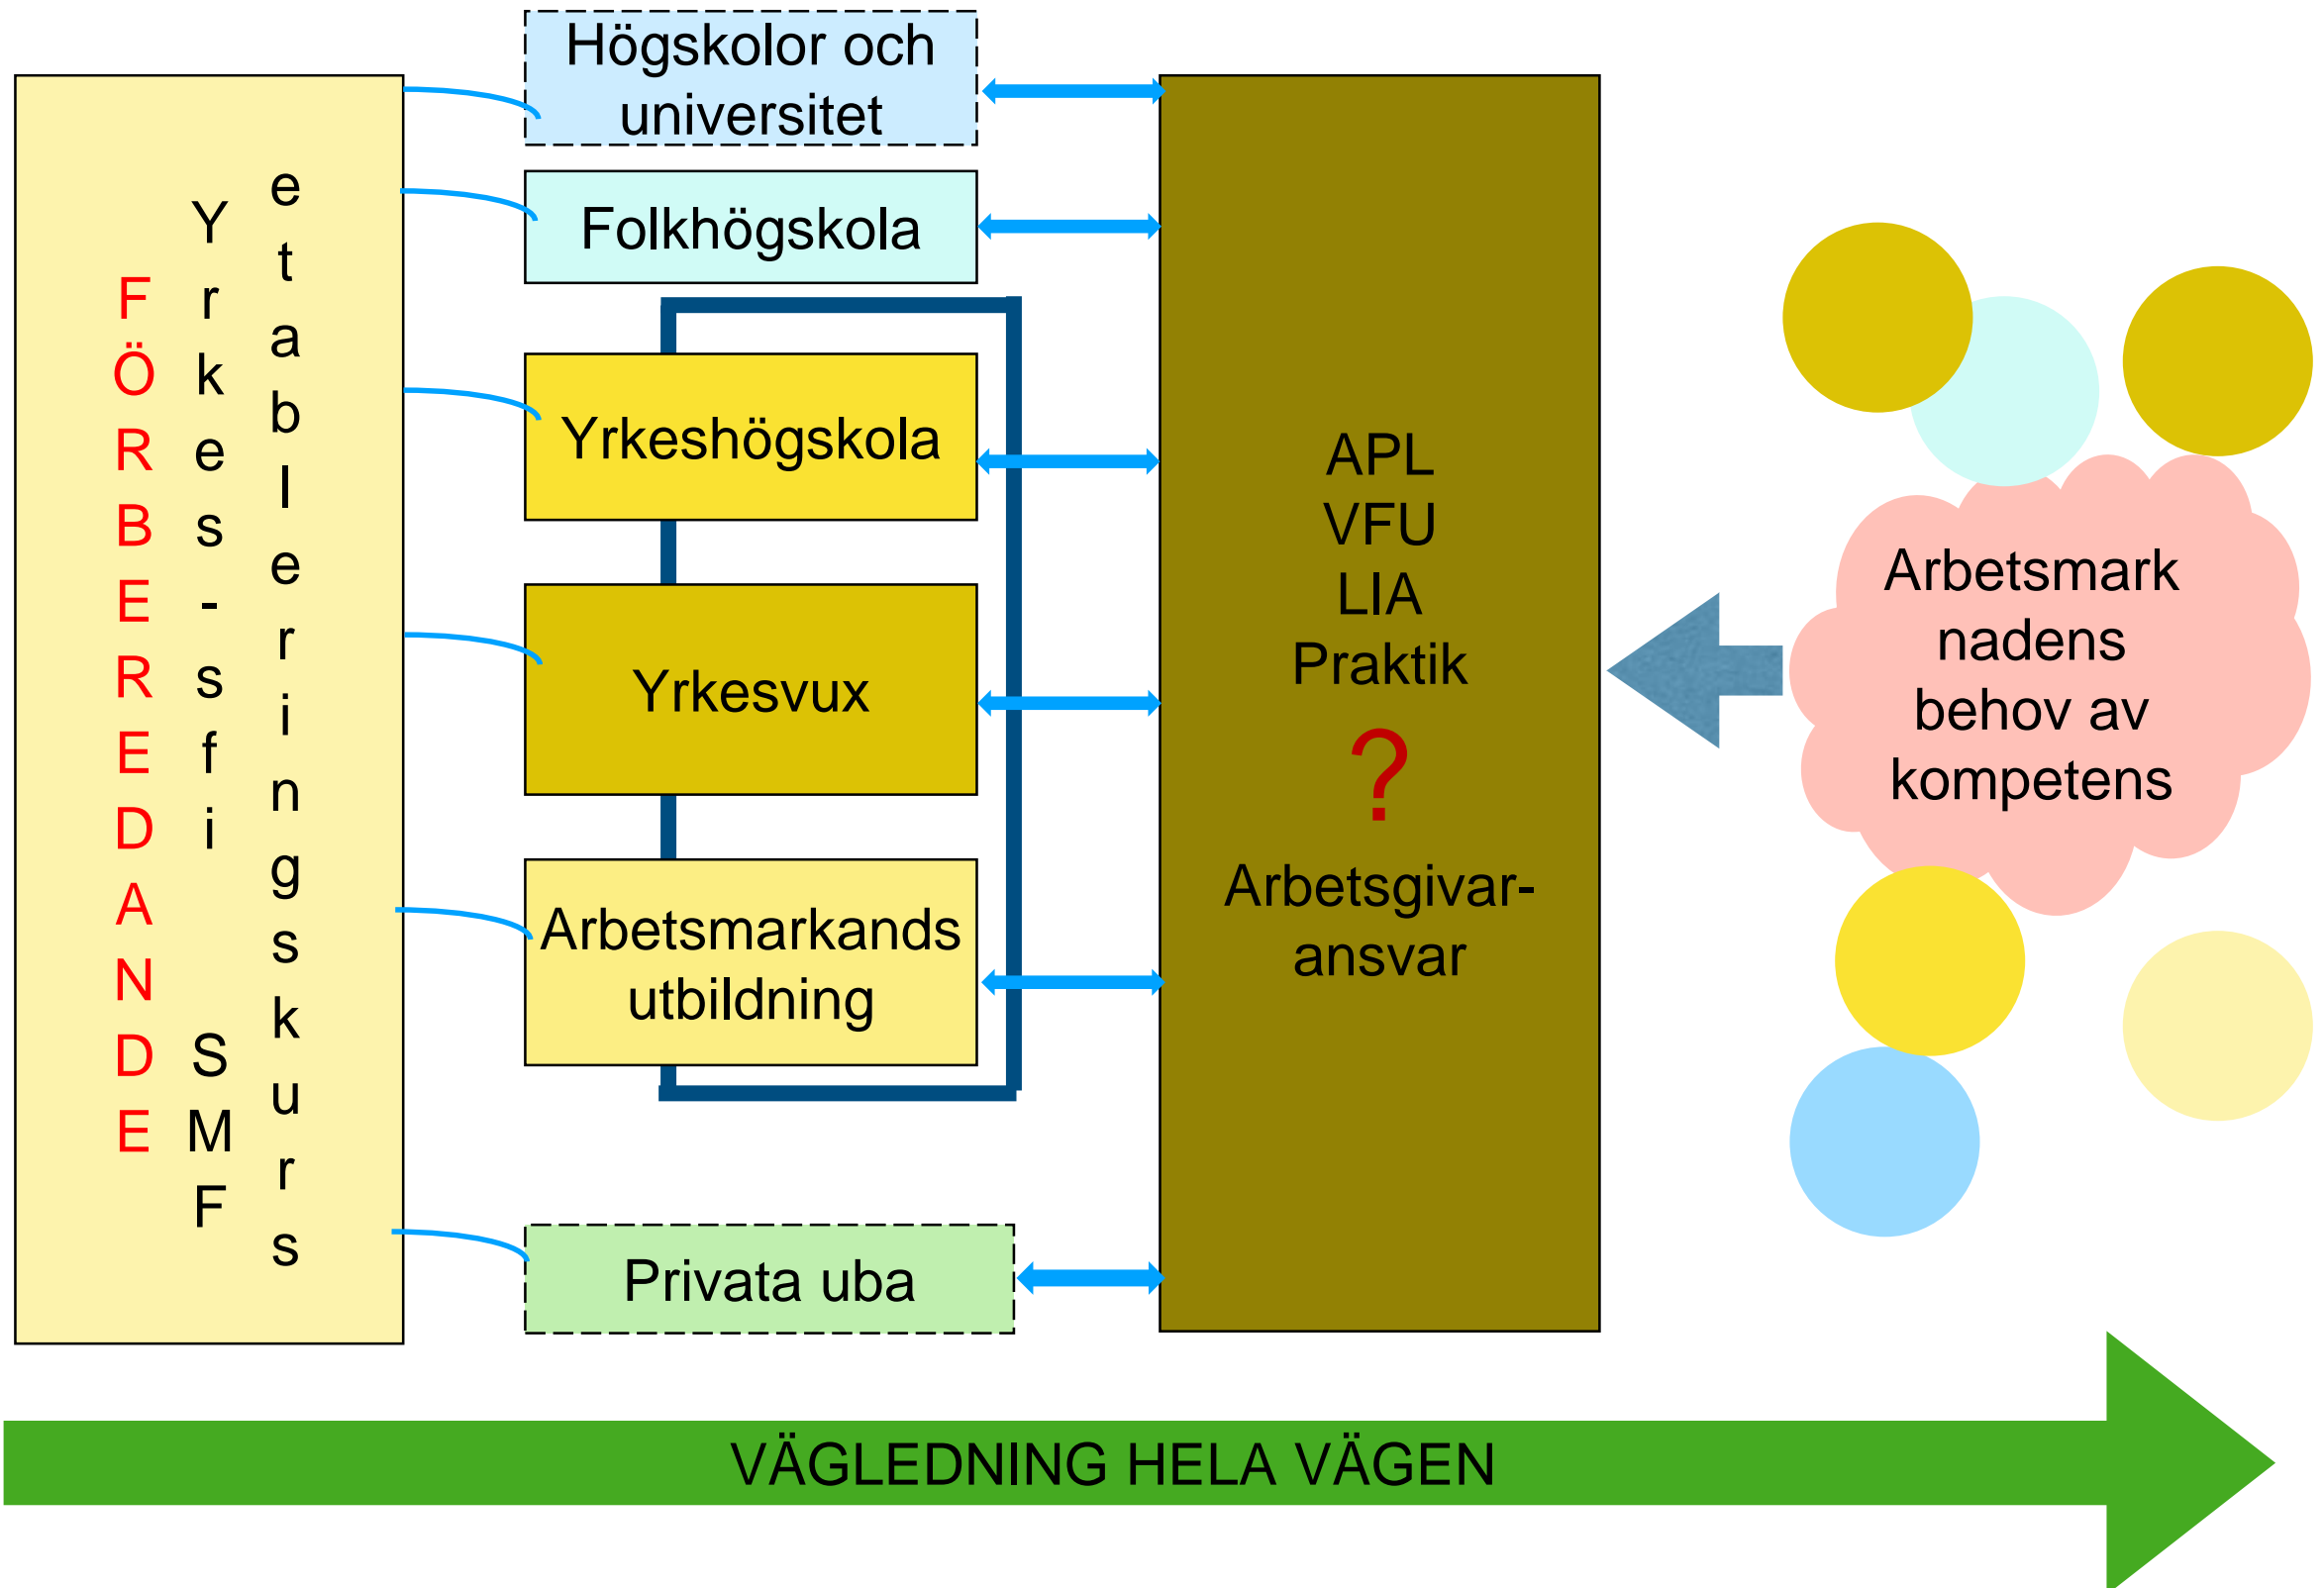 FÖRBEREDANDE
Yrkes-sfi SMF
etableringskurs
Högskolor och
universitet
Folkhögskola
Yrkeshögskola
Yrkesvux
Arbetsmarkands
utbildning
Privata uba
APL
VFU
LIA
Praktik
?
Arbetsgivar-
ansvar
Arbetsmark
nadens
behov av
kompetens
VÄGLEDNING HELA VÄGEN